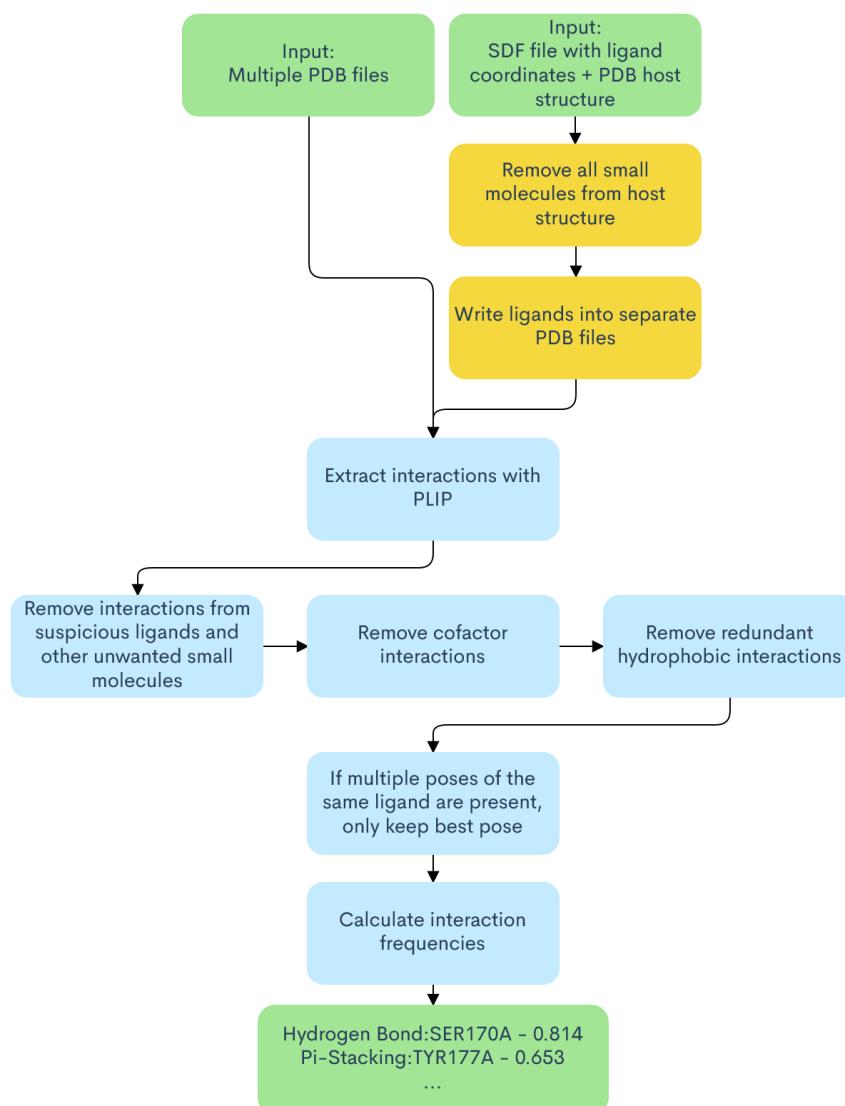 Input:
Multiple PDB files
Input:
SDF file with ligand
coordinates + PDB host
structure
Remove all small
molecules from host
structure
Write ligands into separate
PDB files
Extract interactions with
PLIP
Remove interactions from
suspicious ligands and
other unwanted small
molecules
Remove cofactor
interactions
Remove redundant
hydrophobic interactions
If multiple poses of the
same ligand are present,
only keep best pose
Calculate interaction
frequencies
Hydrogen Bond:SER170A - 0.814
Pi-Stacking:TYR177A - 0.653
...